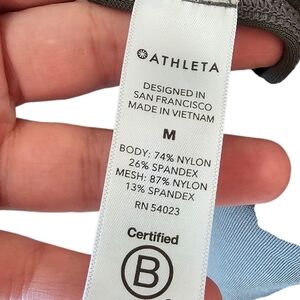 ATHLETA
DESIGNED IN
SAN FRANCISCO
MADE IN VIETNAM
M
BODY: 74% NYLON
26% SPANDEX
MESH: 87% NYLON
13% SPANDEX
RN 54023
Certified
B